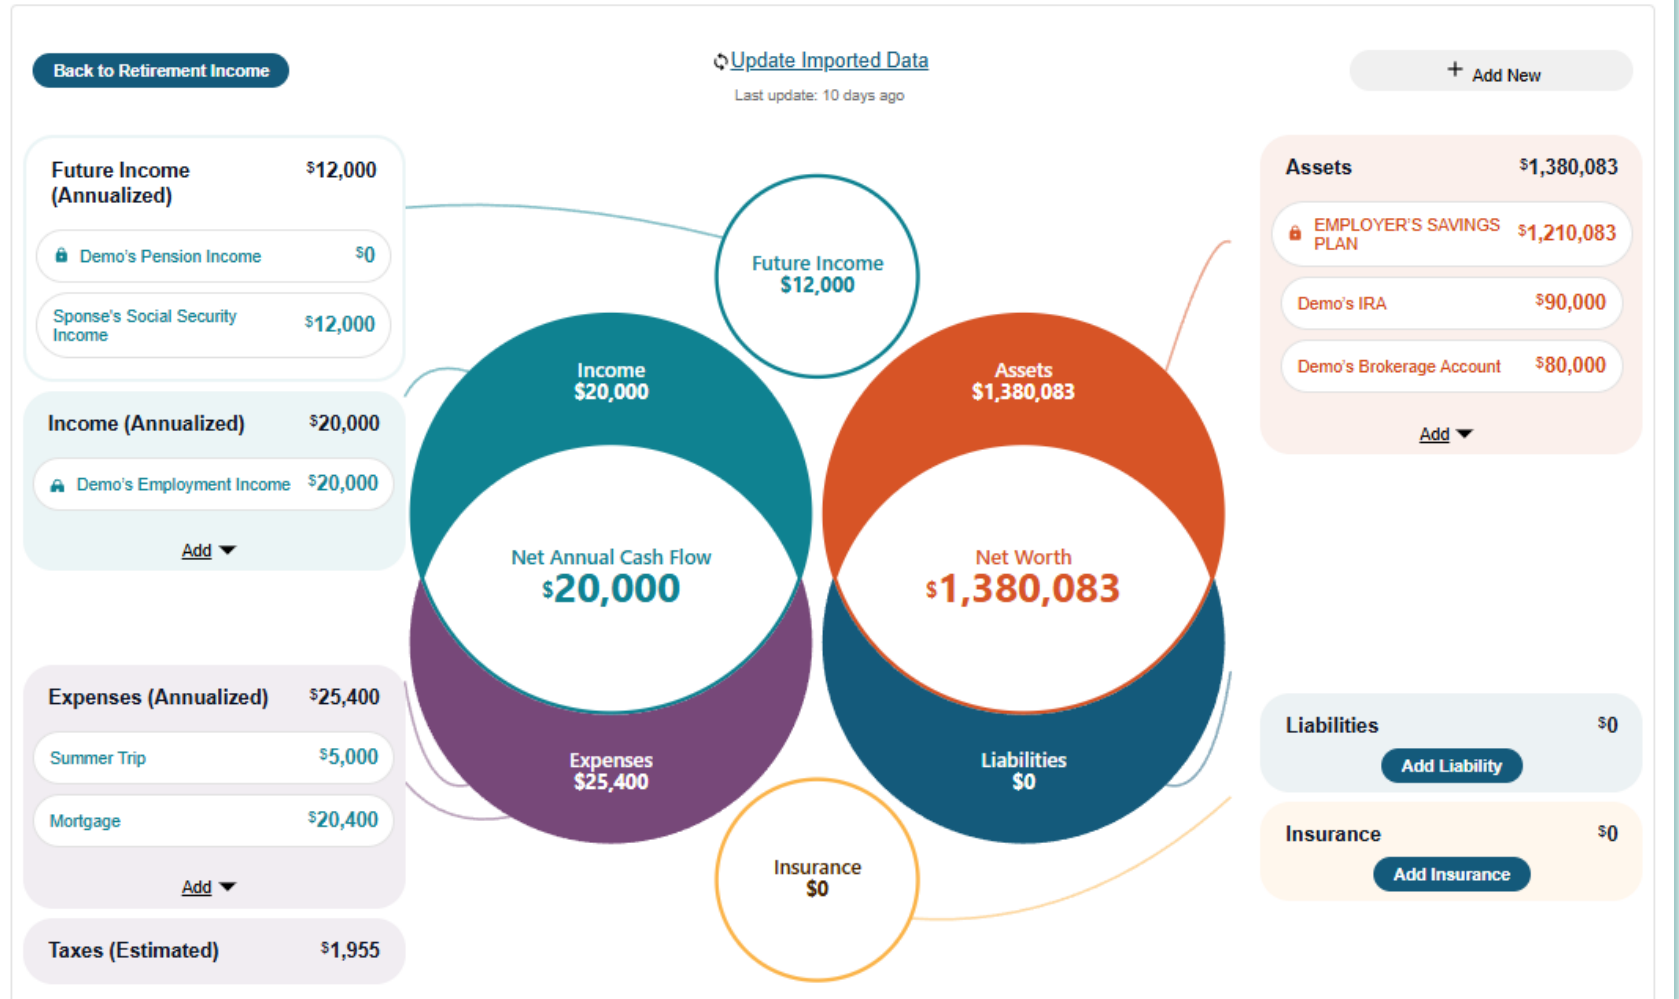 Back to Retirement Income
Update Imported Data
Last update: 10 days ago
+ Add New
Future Income $12,000
(Annualized)
Demo's Pension Income $0
Sponse's Social Security
Income $12,000
Income (Annualized) $20,000
Demo's Employment Income $20,000
Add
Expenses (Annualized) $25,400
Summer Trip $5,000
Mortgage $20,400
Add
Taxes (Estimated) $1,955
Future Income
$12,000
Income
$20,000
Net Annual Cash Flow
$20,000
Expenses
$25,400
Assets
$1,380,083
Net Worth
$1,380,083
Liabilities
$0
Insurance
$0
Assets $1,380,083
EMPLOYER'S SAVINGS
PLAN $1,210,083
Demo's IRA $90,000
Demo's Brokerage Account $80,000
Add
Liabilities $0
Add Liability
Insurance $0
Add Insurance